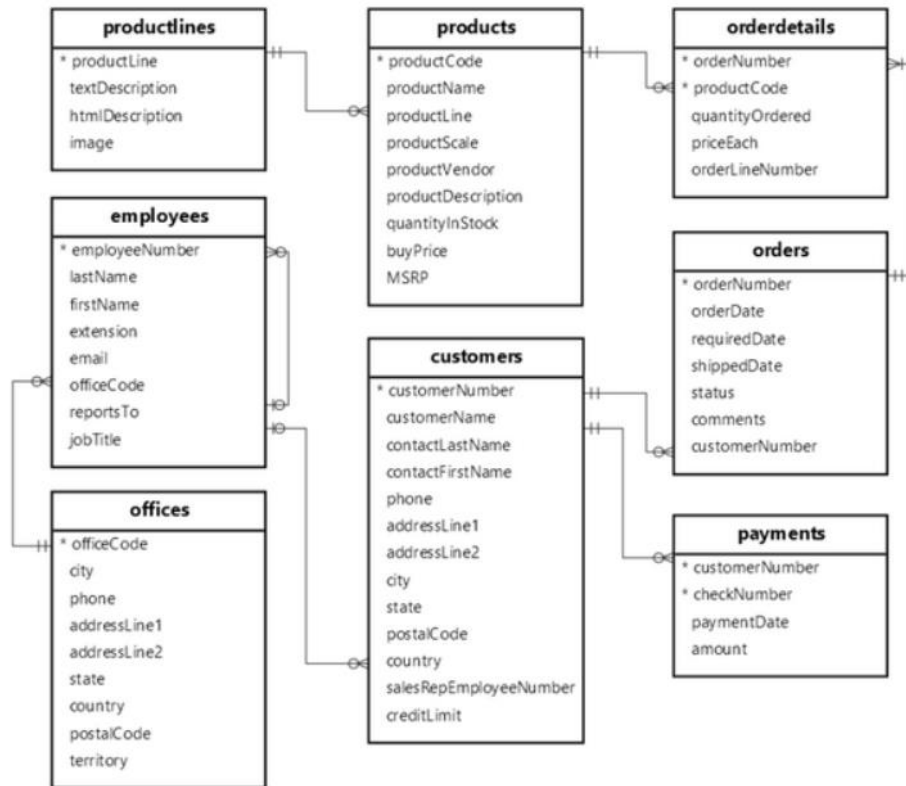 productlines
* productLine
textDescription
htmlDescription
image
products
* productCode
productName
productLine
productScale
productVendor
productDescription
quantityInStock
buyPrice
MSRP
orderdetails
* orderNumber
* productCode
quantityOrdered
priceEach
orderLineNumber
employees
* employeeNumber
lastName
firstName
extension
email
officeCode
reportsTo
jobTitle
customers
* customerNumber
customerName
contactLastName
contactFirstName
phone
addressLine1
addressLine2
city
state
postalCode
country
salesRepEmployeeNumber
creditLimit
orders
* orderNumber
orderDate
requiredDate
shippedDate
status
comments
customerNumber
offices
* officeCode
city
phone
addressLine1
addressLine2
state
country
postalCode
territory
payments
* customerNumber
* checkNumber
paymentDate
amount